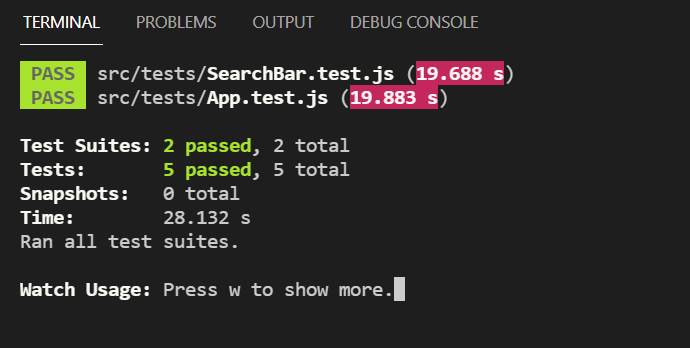 TERMINAL PROBLEMS OUTPUT DEBUG CONSOLE
PASS src/tests/SearchBar.test.js (19.688 s)
PASS src/tests/App.test.js (19.883 s)
Test Suites: 2 passed, 2 total
Tests: 5 passed, 5 total
Snapshots: 0 total
Time: 28.132 s
Ran all test suites.
Watch Usage: Press w to show more.